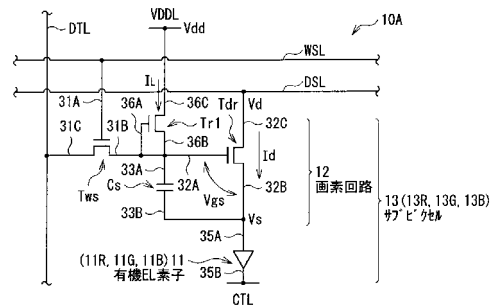 DTL
VDDL
Vdd
10A
WSL
IL
DSL
31A
36A
36C
Tdr
Vd
Tr1
32C
31C
31B
36B
Id
33A
32A
Cs
Tws
Vgs
32B
33B
Vs
12
画素回路
13(13R, 13G, 13B)
サブピクセル
35A
(11R, 11G, 11B)11
有機EL素子
35B
CTL